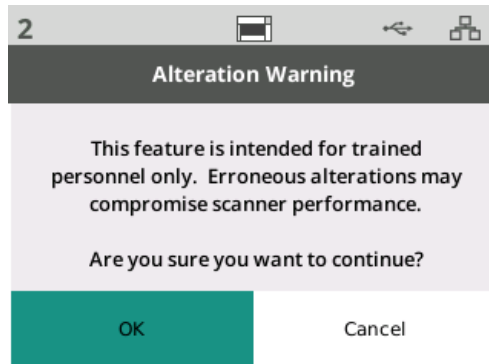 2
Alteration Warning
This feature is intended for trained
personnel only.  Erroneous alterations may
compromise scanner performance.
Are you sure you want to continue?
OK
Cancel